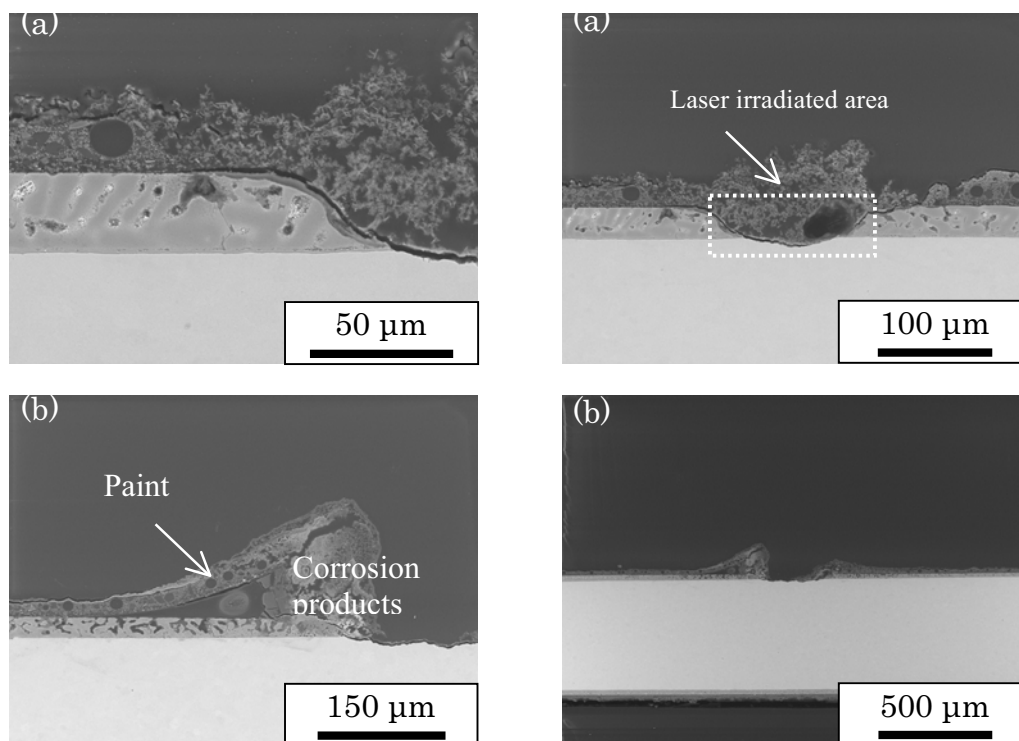 (a)
50 µm
(a)
Laser irradiated area
100 µm
(b)
Paint
Corrosion
products
150 µm
(b)
500 µm